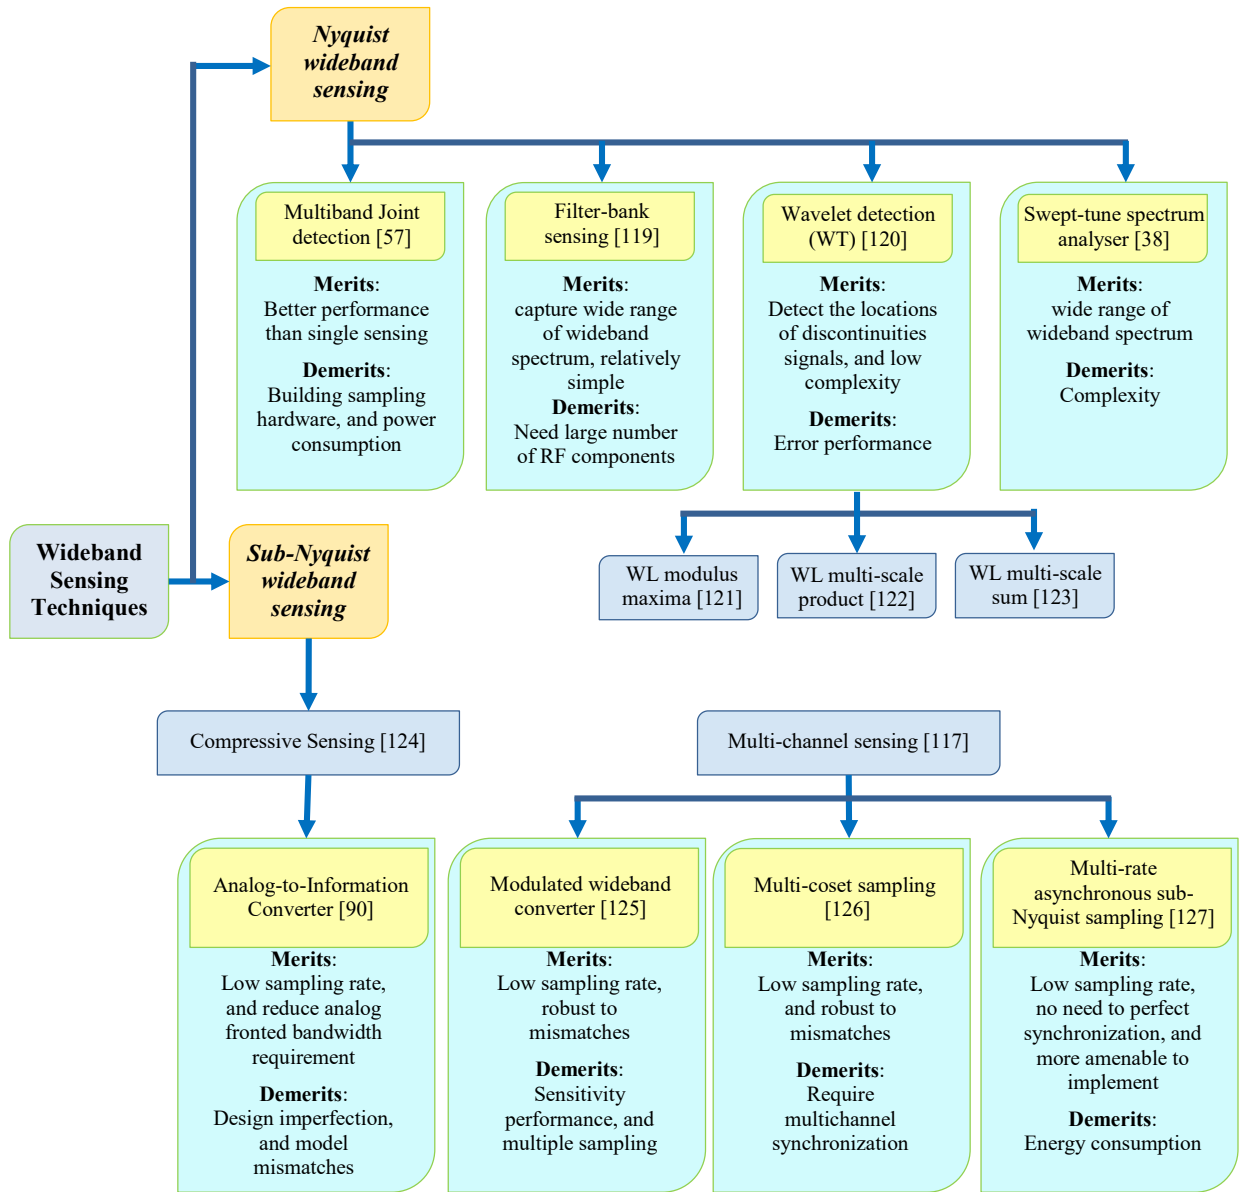 Nyquist
wideband
sensing
Multiband Joint
detection [57]
Merits:
Better performance
than single sensing
Demerits:
Building sampling
hardware, and power
consumption
Filter-bank
sensing [119]
Merits:
capture wide range
of wideband
spectrum, relatively
simple
Demerits:
Need large number
of RF components
Wavelet detection
(WT) [120]
Merits:
Detect the locations
of discontinuities
signals, and low
complexity
Demerits:
Error performance
Swept-tune spectrum
analyser [38]
Merits:
wide range of
wideband spectrum
Demerits:
Complexity
WL modulus
maxima [121]
WL multi-scale
product [122]
WL multi-scale
sum [123]
Wideband
Sensing
Techniques
Sub-Nyquist
wideband
sensing
Compressive Sensing [124]
Multi-channel sensing [117]
Analog-to-Information
Converter [90]
Merits:
Low sampling rate,
and reduce analog
fronted bandwidth
requirement
Demerits:
Design imperfection,
and model
mismatches
Modulated wideband
converter [125]
Merits:
Low sampling rate,
robust to
mismatches
Demerits:
Sensitivity
performance, and
multiple sampling
Multi-coset sampling
[126]
Merits:
Low sampling rate,
and robust to
mismatches
Demerits:
Require
multichannel
synchronization
Multi-rate
asynchronous sub-
Nyquist sampling [127]
Merits:
Low sampling rate,
no need to perfect
synchronization, and
more amenable to
implement
Demerits:
Energy consumption